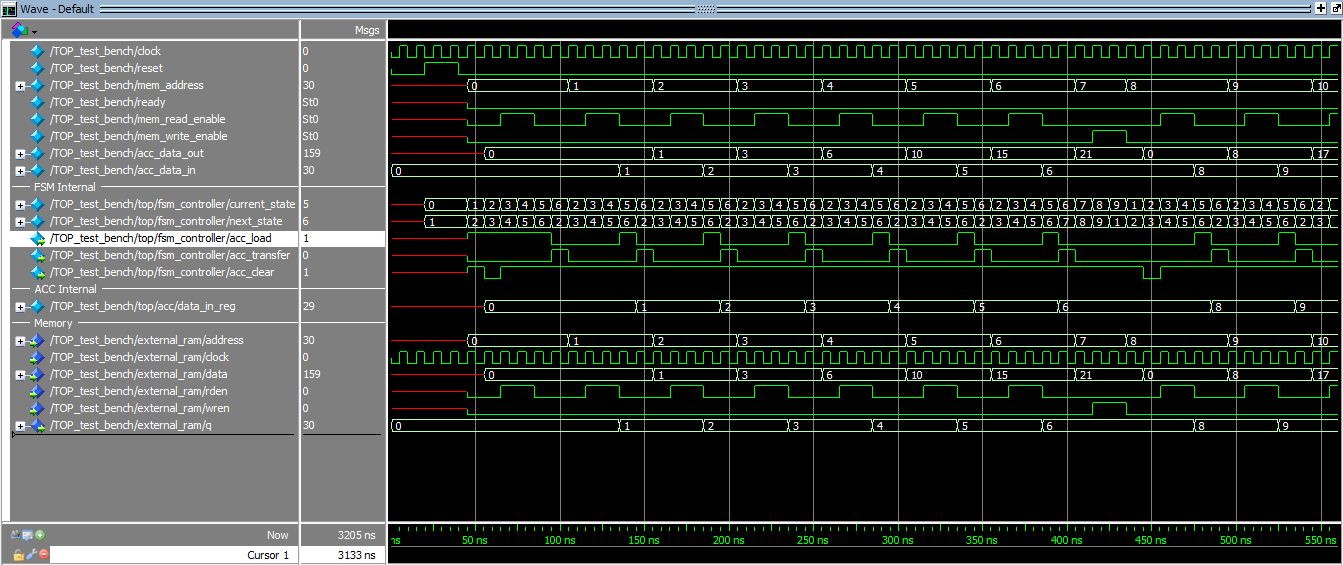 Wave - Default
Msgs
/TOP_test_bench/clock 0
/TOP_test_bench/reset 0
/TOP_test_bench/mem_address 30 0 1 2 3 4 5 6 7 8 9 10
/TOP_test_bench/ready St0
/TOP_test_bench/mem_read_enable St0
/TOP_test_bench/mem_write_enable St0
/TOP_test_bench/acc_data_out 159 0 1 3 6 10 15 21 0 8 17
/TOP_test_bench/acc_data_in 30 0 1 2 3 4 5 6 8 9
FSM Internal
/TOP_test_bench/top/fsm_controller/current_state 5 0 1 2 3 4 5 6 2 3 4 5 6 2 3 4 5 6 2 3 4 5 6 2 3 4 5 6 2 3 4 5 6 2 3 4 5 6 7 8 9 1 2 3 4 5 6 2 3 4 5 6 2
/TOP_test_bench/top/fsm_controller/next_state 6 1 2 3 4 5 6 2 3 4 5 6 2 3 4 5 6 2 3 4 5 6 2 3 4 5 6 2 3 4 5 6 2 3 4 5 6 7 8 9 1 2 3 4 5 6 2 3 4 5 6 2 3
/TOP_test_bench/top/fsm_controller/acc_load 1
/TOP_test_bench/top/fsm_controller/acc_transfer 0
/TOP_test_bench/top/fsm_controller/acc_clear 1
ACC Internal
/TOP_test_bench/top/acc/data_in_reg 29 0 1 2 3 4 5 6 8 9
Memory
/TOP_test_bench/external_ram/address 30 0 1 2 3 4 5 6 7 8 9 10
/TOP_test_bench/external_ram/clock 0
/TOP_test_bench/external_ram/data 159 0 1 3 6 10 15 21 0 8 17
/TOP_test_bench/external_ram/rden 0
/TOP_test_bench/external_ram/wren 0
/TOP_test_bench/external_ram/q 30 0 1 2 3 4 5 6 8 9
Now 3205 ns ns 50 ns 100 ns 150 ns 200 ns 250 ns 300 ns 350 ns 400 ns 450 ns 500 ns 550 ns
Cursor 1 3133 ns